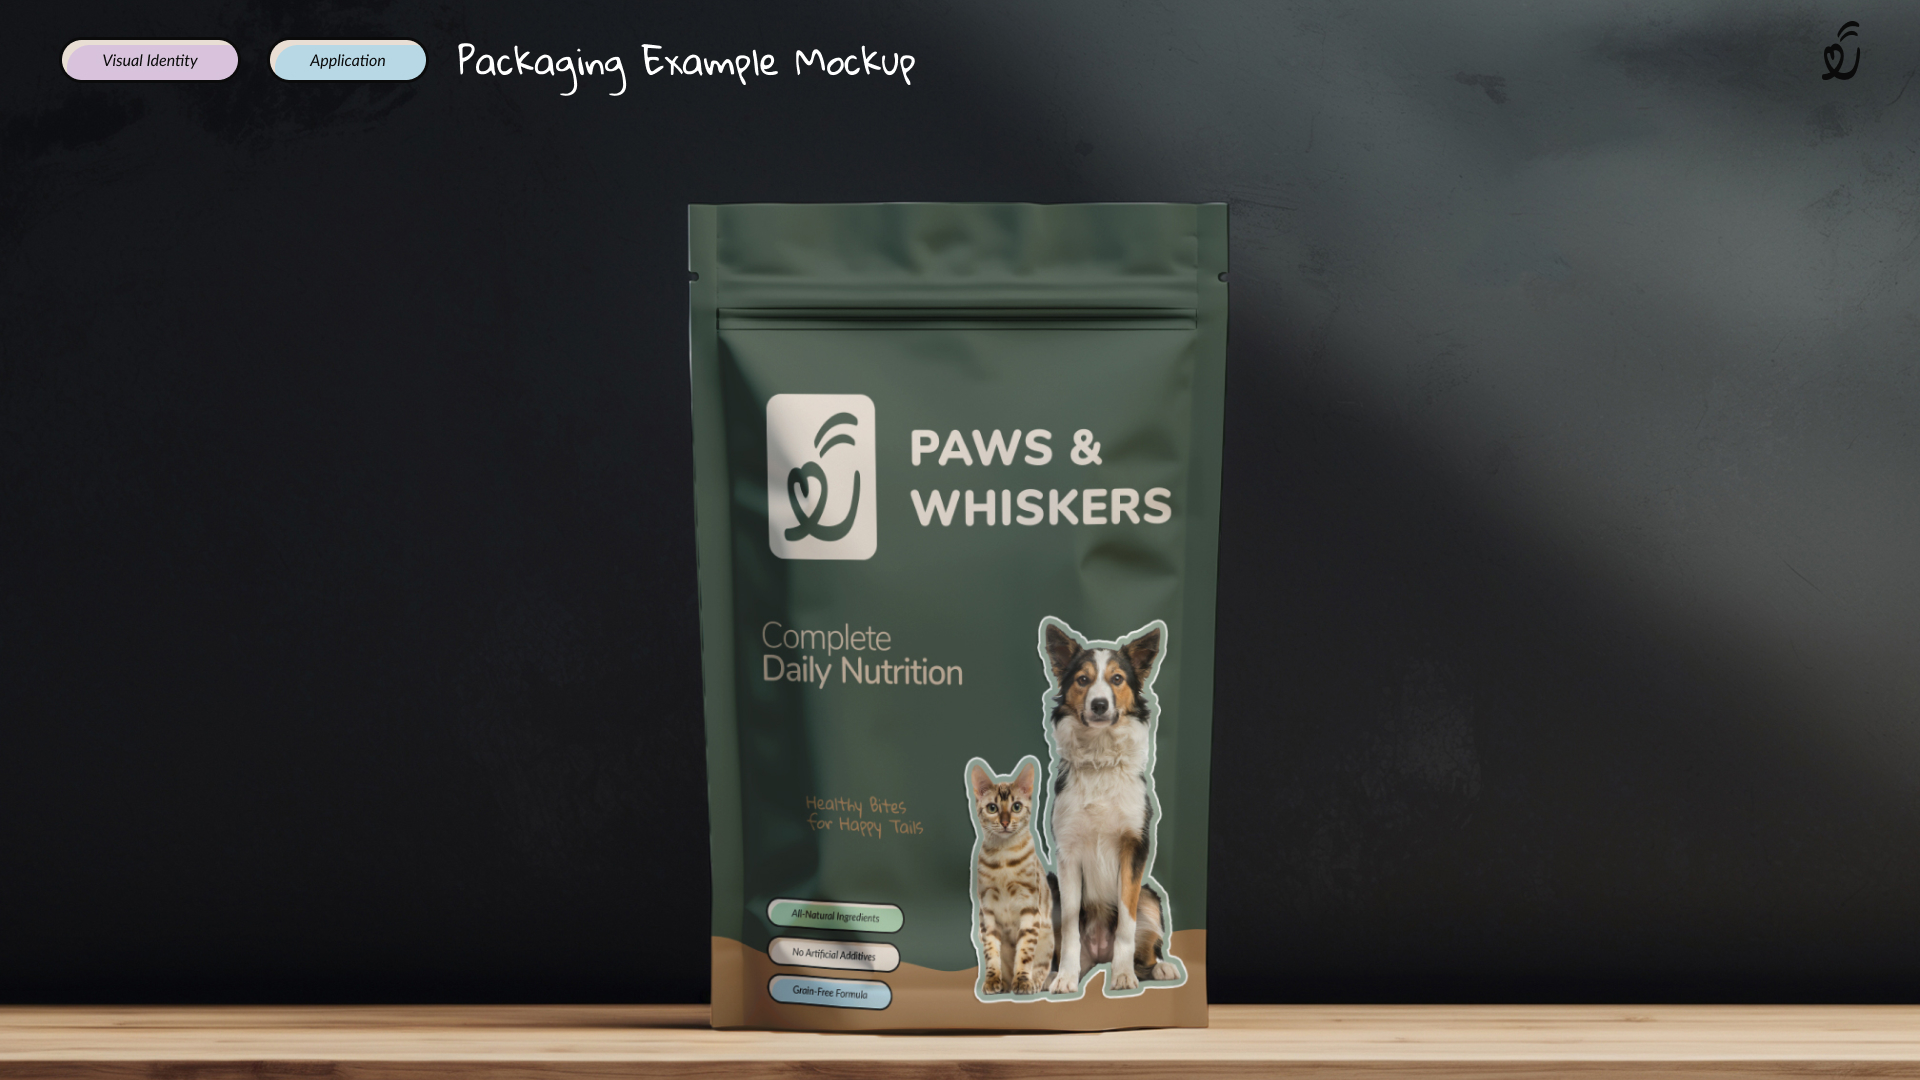 Visual Identity
Application
Packaging Example Mockup
PAWS &
WHISKERS
Complete
Daily Nutrition
Healthy Bites
for Happy Tails
All-Natural Ingredients
No Artificial Additives
Grain-Free Formula